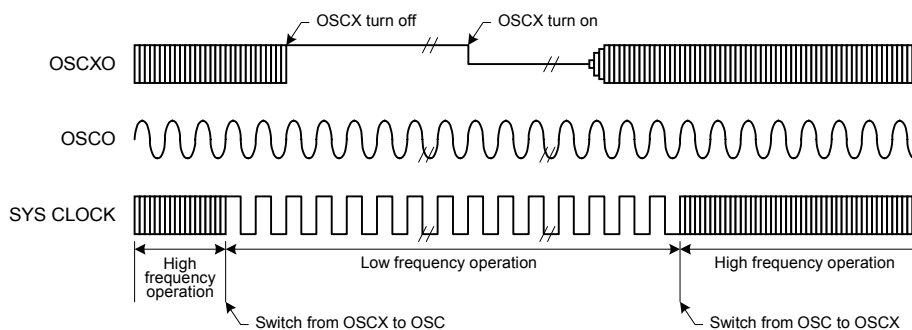 OSCX turn off
OSCX turn on
OSCXO
OSCO
SYS CLOCK
High
frequency
operation
Low frequency operation
High frequency operation
Switch from OSCX to OSC
Switch from OSC to OSCX